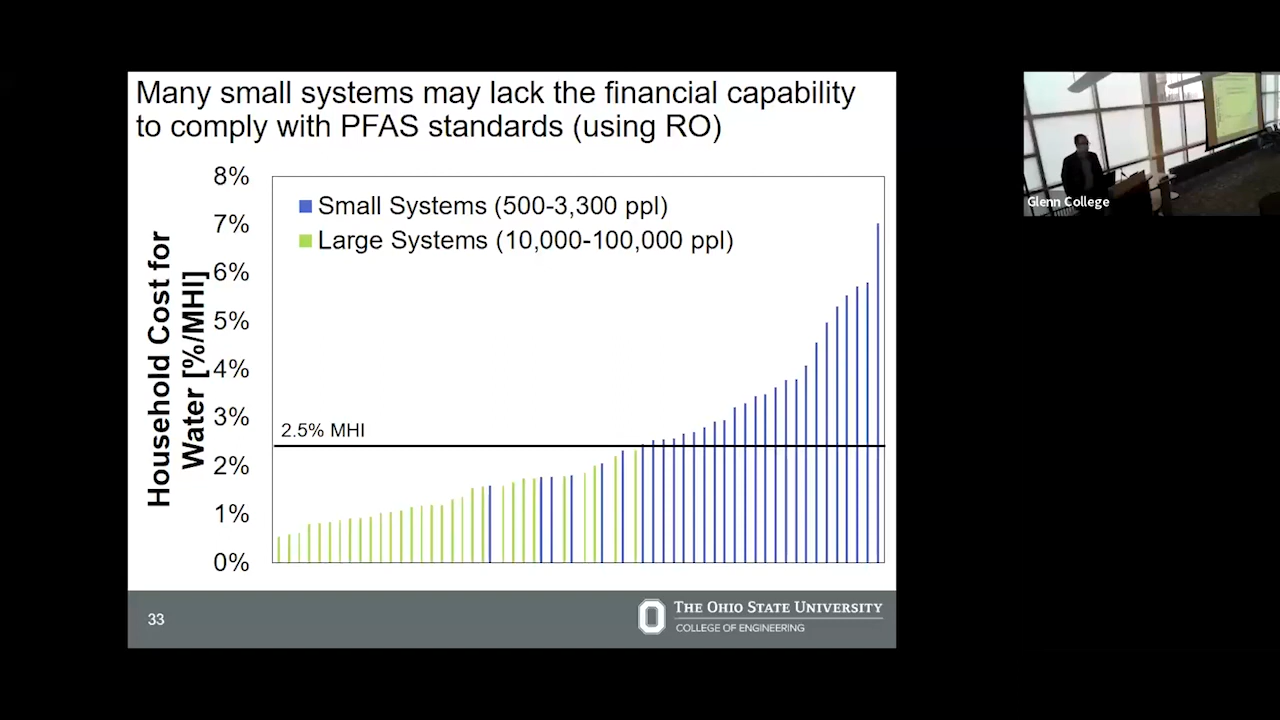 Many small systems may lack the financial capability
to comply with PFAS standards (using RO)
Household Cost for
Water [%/MHI]
8%
7%
6%
5%
4%
3%
2%
1%
0%
Small Systems (500-3,300 ppl)
Large Systems (10,000-100,000 ppl)
2.5% MHI
33
THE OHIO STATE UNIVERSITY
COLLEGE OF ENGINEERING
Glenn College